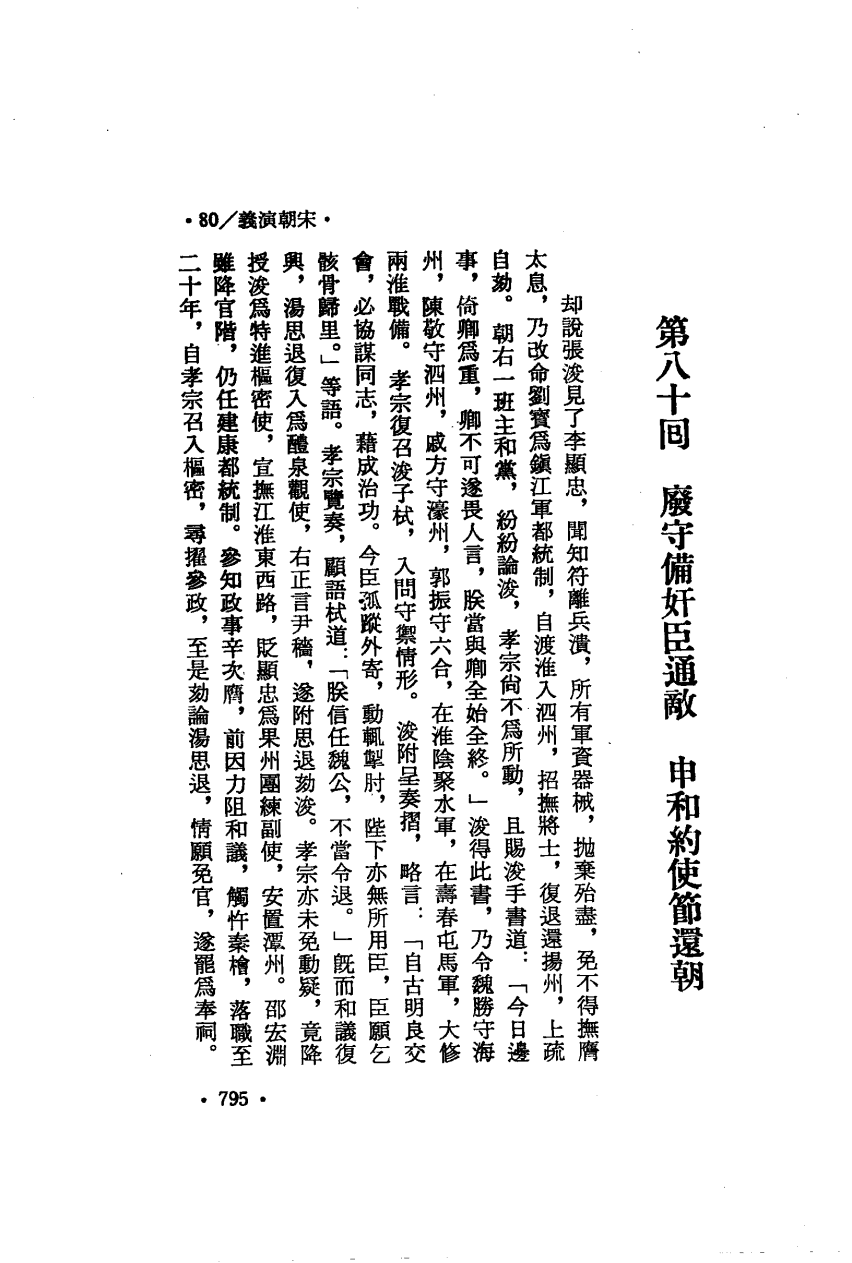 第八十回　廢守備奸臣通敵　申和約使節還朝
却說張浚見了李顯忠，聞知符離兵潰，所有軍資器械，拋棄殆盡，免不得撫膺
太息，乃改命劉寶爲鎮江軍都統制，自渡淮入泗州，招撫將士，復退還揚州，上疏
自劾。朝右一班主和黨，紛紛論浚，孝宗尙不爲所動，且賜浚手書道：「今日邊
事，倚卿爲重，卿不可遂畏人言，朕當與卿全始全終。」浚得此書，乃令魏勝守海
州，陳敬守泗州，戚方守濠州，郭振守六合，在淮陰聚水軍，在壽春屯馬軍，大修
兩淮戰備。孝宗復召浚子栻，入問守禦情形。浚附呈奏摺，略言：「自古明良交
會，必協謀同志，藉成治功。今臣孤蹤外寄，動輒掣肘，陛下亦無所用臣，臣願乞
骸骨歸里。」等語。孝宗覽奏，顧語栻道：「朕信任魏公，不當令退。」旣而和議復
興，湯思退復入爲醴泉觀使，右正言尹穡，遂附思退劾浚。孝宗亦未免動疑，竟降
授浚爲特進樞密使，宣撫江淮東西路，貶顯忠爲果州團練副使，安置潭州。邵宏淵
雖降官階，仍任建康都統制。參知政事辛次膺，前因力阻和議，觸忤秦檜，落職至
二十年，自孝宗召入樞密，尋擢參政，至是劾論湯思退，情願免官，遂罷爲奉祠。
·宋朝演義／80·
·795·